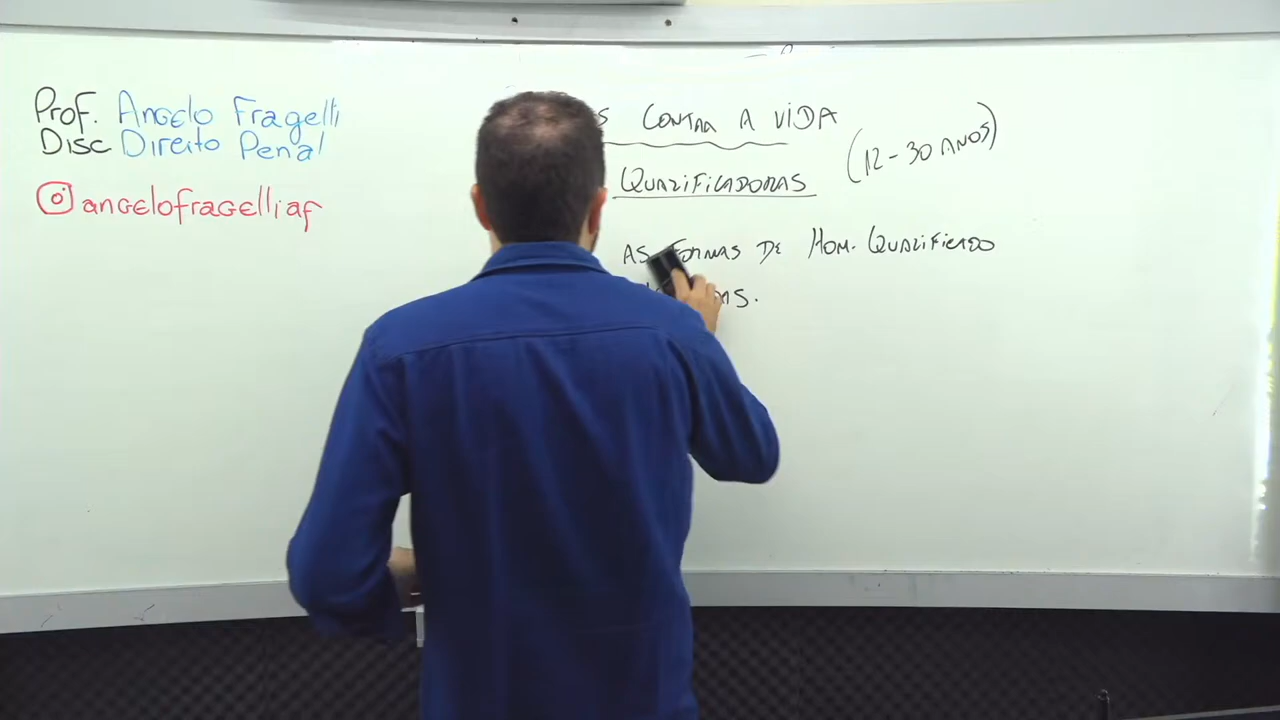 Prof. Angelo Fragelli
Disc Direito Penal
angelofragelliaf
CONTRA A VIDA
(12-30 ANOS)
QUALIFICADORAS
AS FORMAS DE HOM. QUALIFICADO